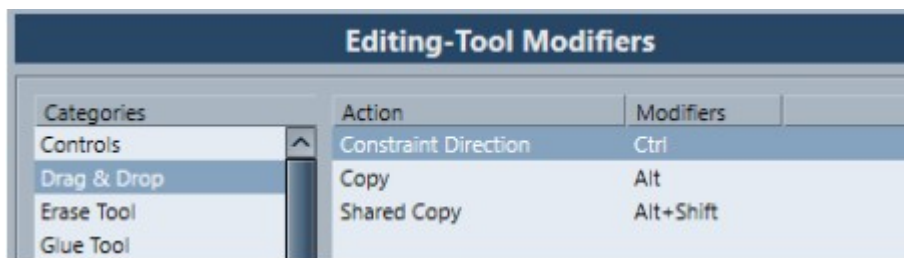 Editing-Tool Modifiers
Categories Action Modifiers
Controls Constraint Direction Ctrl
Drag & Drop Copy Alt
Erase Tool Shared Copy Alt+Shift
Glue Tool